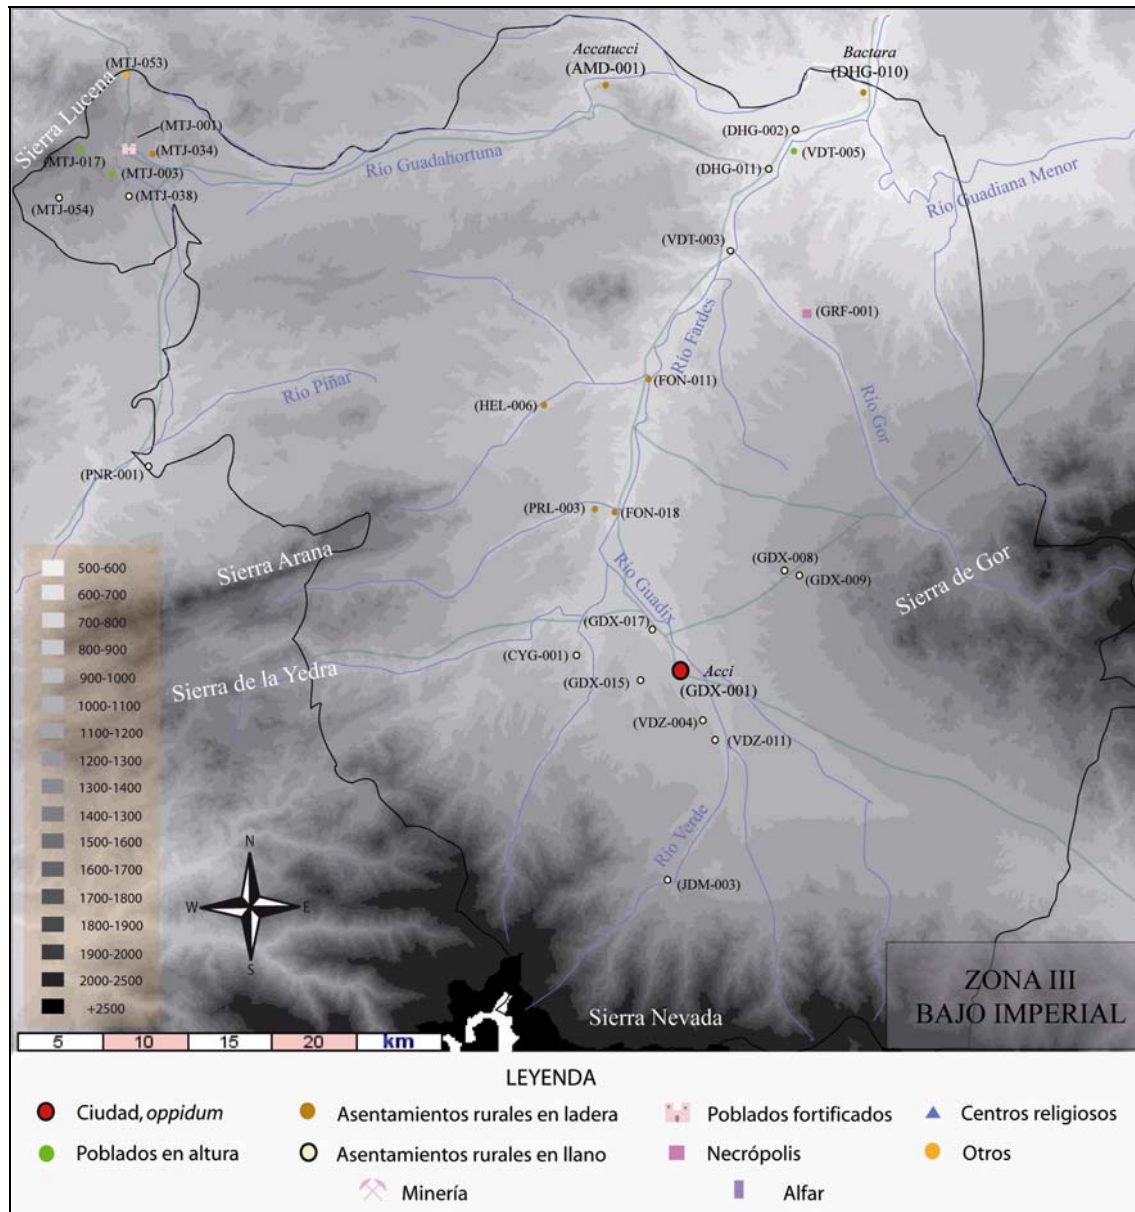 (MTJ-053)
Accatucci
(AMD-001)
Bactara
(DHG-010)
Sierra Lucena
(MTJ-001)
(MTJ-034)
(MTJ-017)
(MTJ-003)
(MTJ-038)
(MTJ-054)
Río Guadahortuna
(DHG-002)
(VDT-005)
(DHG-011)
Río Guadiana Menor
(VDT-003)
Río Fardes
(GRF-001)
Río Piñar
(FON-011)
(HEL-006)
Río Gor
(PNR-001)
(PRL-003)
(FON-018
Sierra Arana
(GDX-008)
(GDX-009)
Sierra de Gor
Río Guadix
(GDX-017)
(CYG-001)
Sierra de la Yedra
(GDX-015)
Acci
(GDX-001)
(VDZ-004)
(VDZ-011)
Río Verde
(JDM-003)
500-600
600-700
700-800
800-900
900-1000
1000-1100
1100-1200
1200-1300
1300-1400
1400-1300
1500-1600
1600-1700
1700-1800
1800-1900
1900-2000
2000-2500
+2500
N
W
E
S
Sierra Nevada
ZONA III
BAJO IMPERIAL
5 10 15 20 km
LEYENDA
Ciudad, oppidum
Asentamientos rurales en ladera
Poblados fortificados
Centros religiosos
Poblados en altura
Asentamientos rurales en llano
Necrópolis
Otros
Minería
Alfar